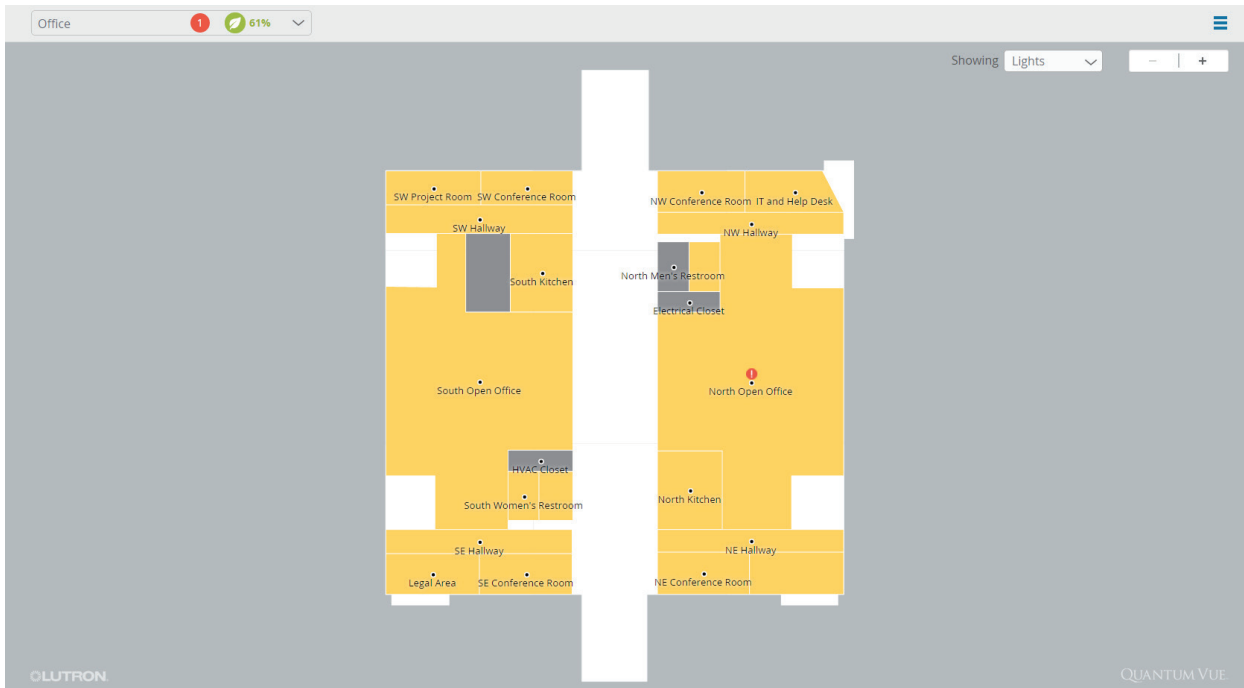 Office 1 61%
Showing Lights − | +
SW Project Room SW Conference Room
NW Conference Room IT and Help Desk
SW Hallway
NW Hallway
South Kitchen
North Men's Restroom
Electrical Closet
!
South Open Office
North Open Office
HVAC Closet
South Women's Restroom
North Kitchen
SE Hallway
NE Hallway
Legal Area SE Conference Room
NE Conference Room
LUTRON
QUANTUM VUE